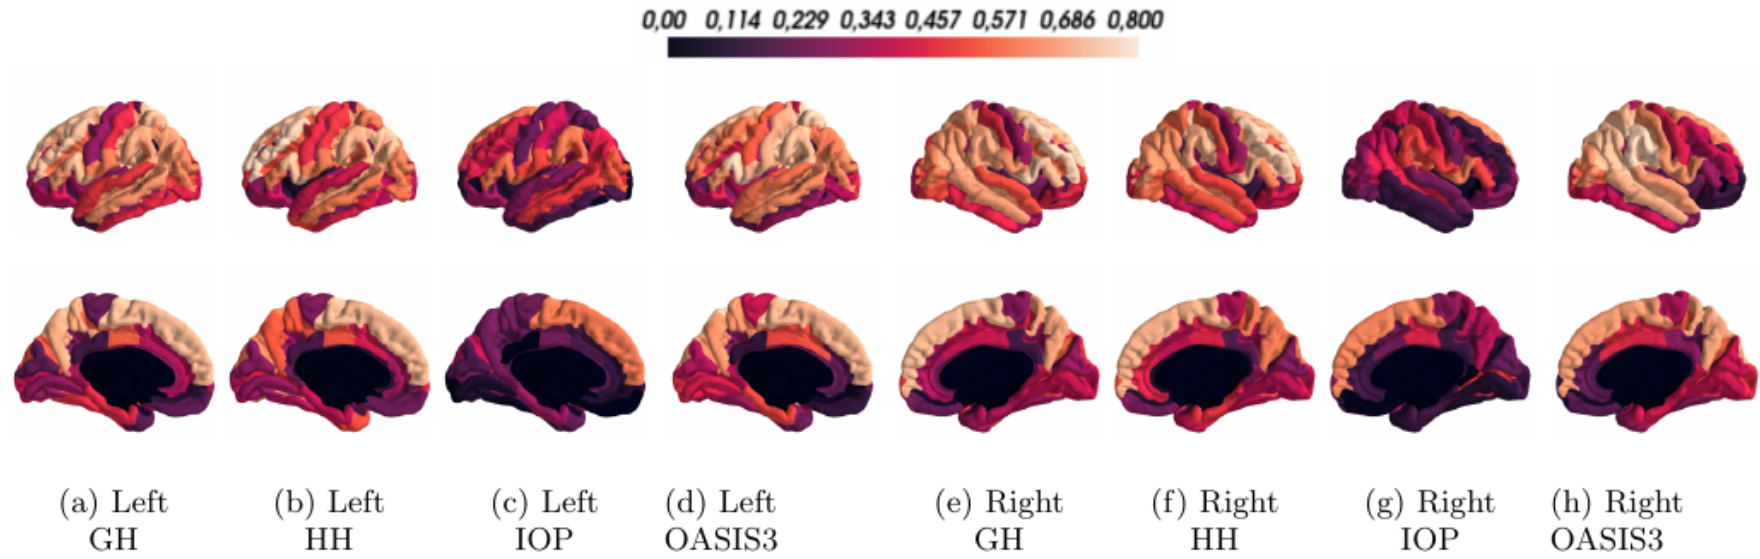 0,00 0,114 0,229 0,343 0,457 0,571 0,686 0,800
(a) Left
GH
(b) Left
HH
(c) Left
IOP
(d) Left
OASIS3
(e) Right
GH
(f) Right
HH
(g) Right
IOP
(h) Right
OASIS3